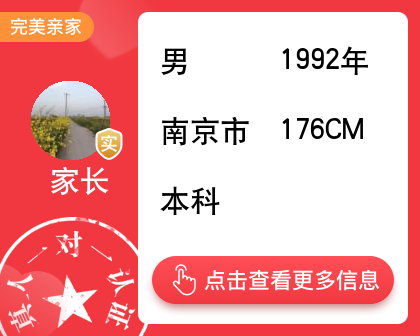 完美亲家
男 1992年
南京市 176CM
本科
实
家长
点击查看更多信息
真人一对一认证